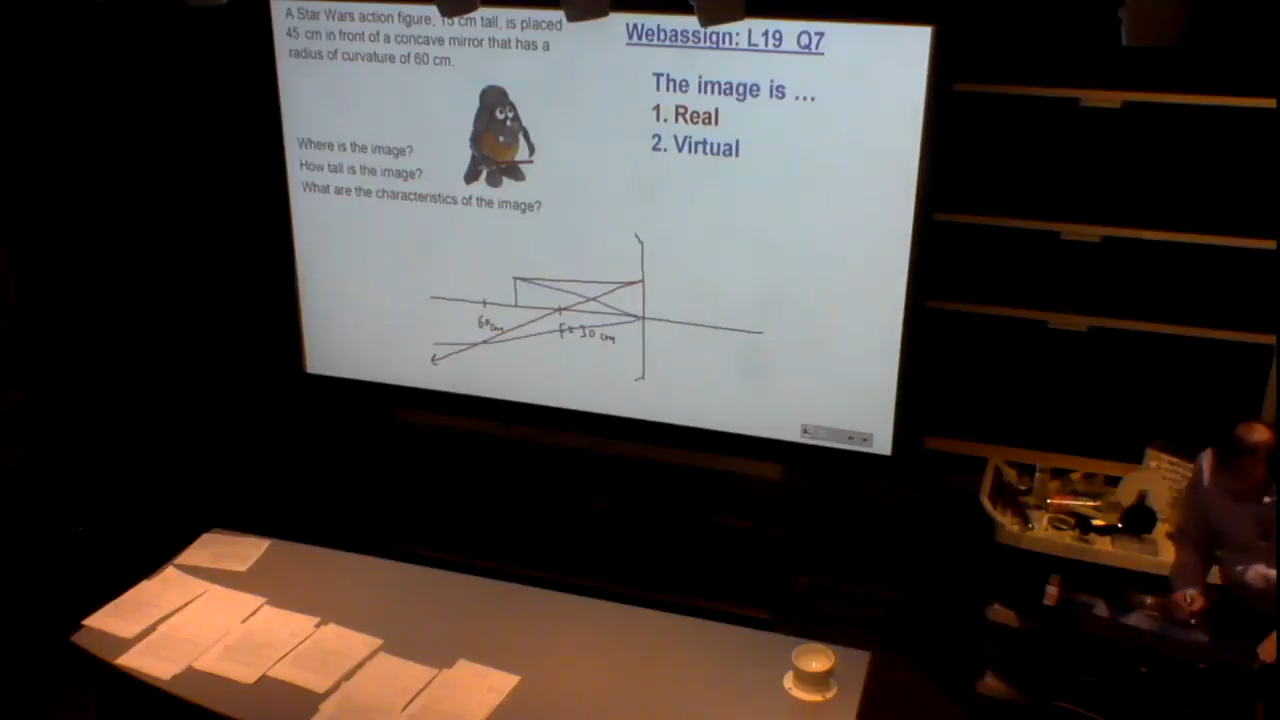 A Star Wars action figure, 15 cm tall, is placed
45 cm in front of a concave mirror that has a
radius of curvature of 60 cm.
Where is the image?
How tall is the image?
What are the characteristics of the image?
Webassign: L19 Q7
The image is ...
1. Real
2. Virtual
60cm
f=30 cm